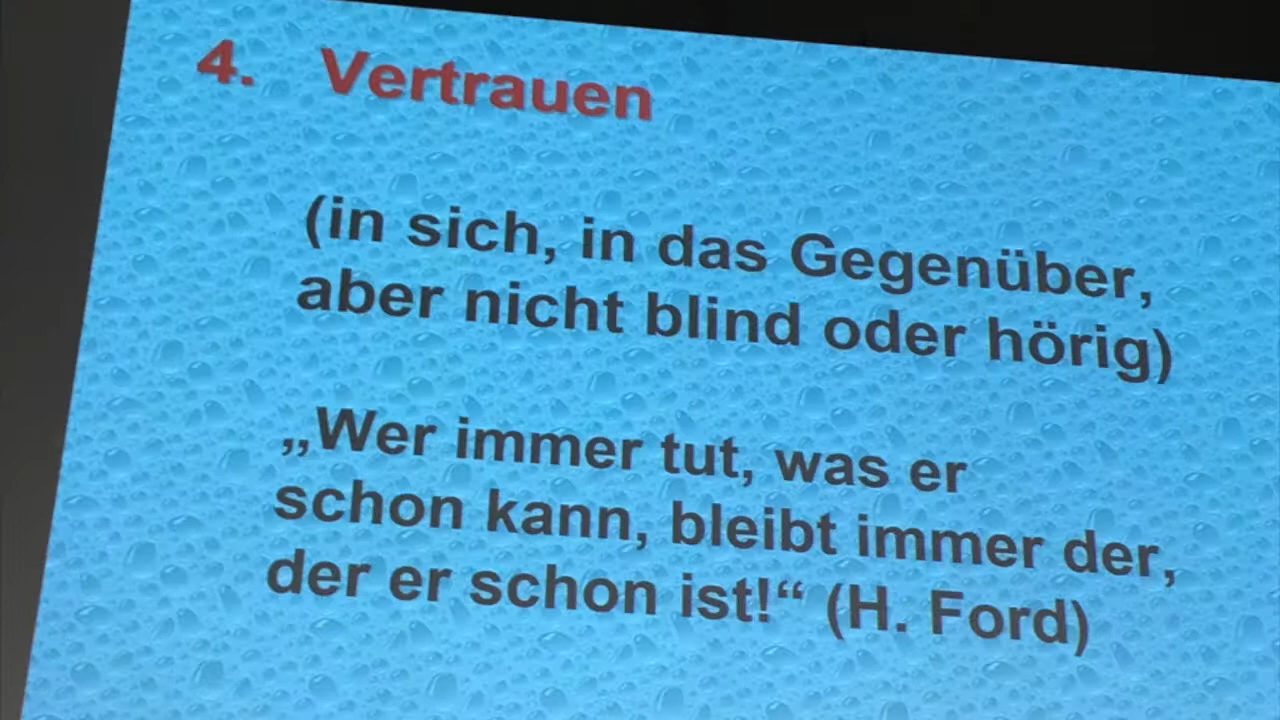 4. Vertrauen
(in sich, in das Gegenüber,
aber nicht blind oder hörig)
„Wer immer tut, was er
schon kann, bleibt immer der,
der er schon ist!“ (H. Ford)